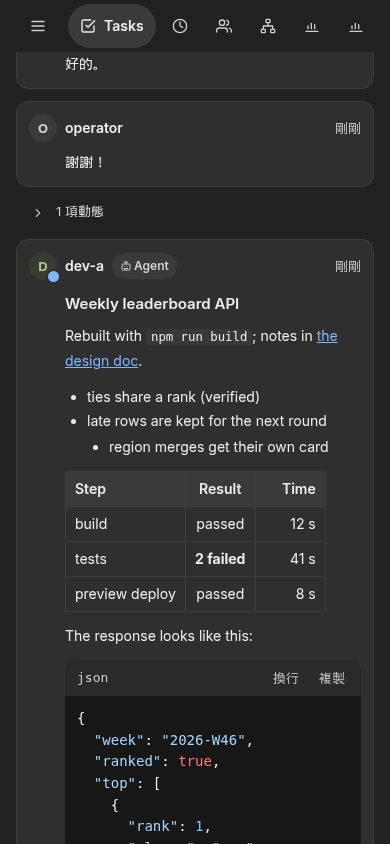 Tasks
好的。
O operator 剛剛
謝謝！
1 項動態
D dev-a Agent 剛剛
Weekly leaderboard API
Rebuilt with npm run build; notes in the
design doc.
• ties share a rank (verified)
• late rows are kept for the next round
• region merges get their own card
Step Result Time
build passed 12 s
tests 2 failed 41 s
preview deploy passed 8 s
The response looks like this:
json 換行 複製
{
"week": "2026-W46",
"ranked": true,
"top": [
{
"rank": 1,